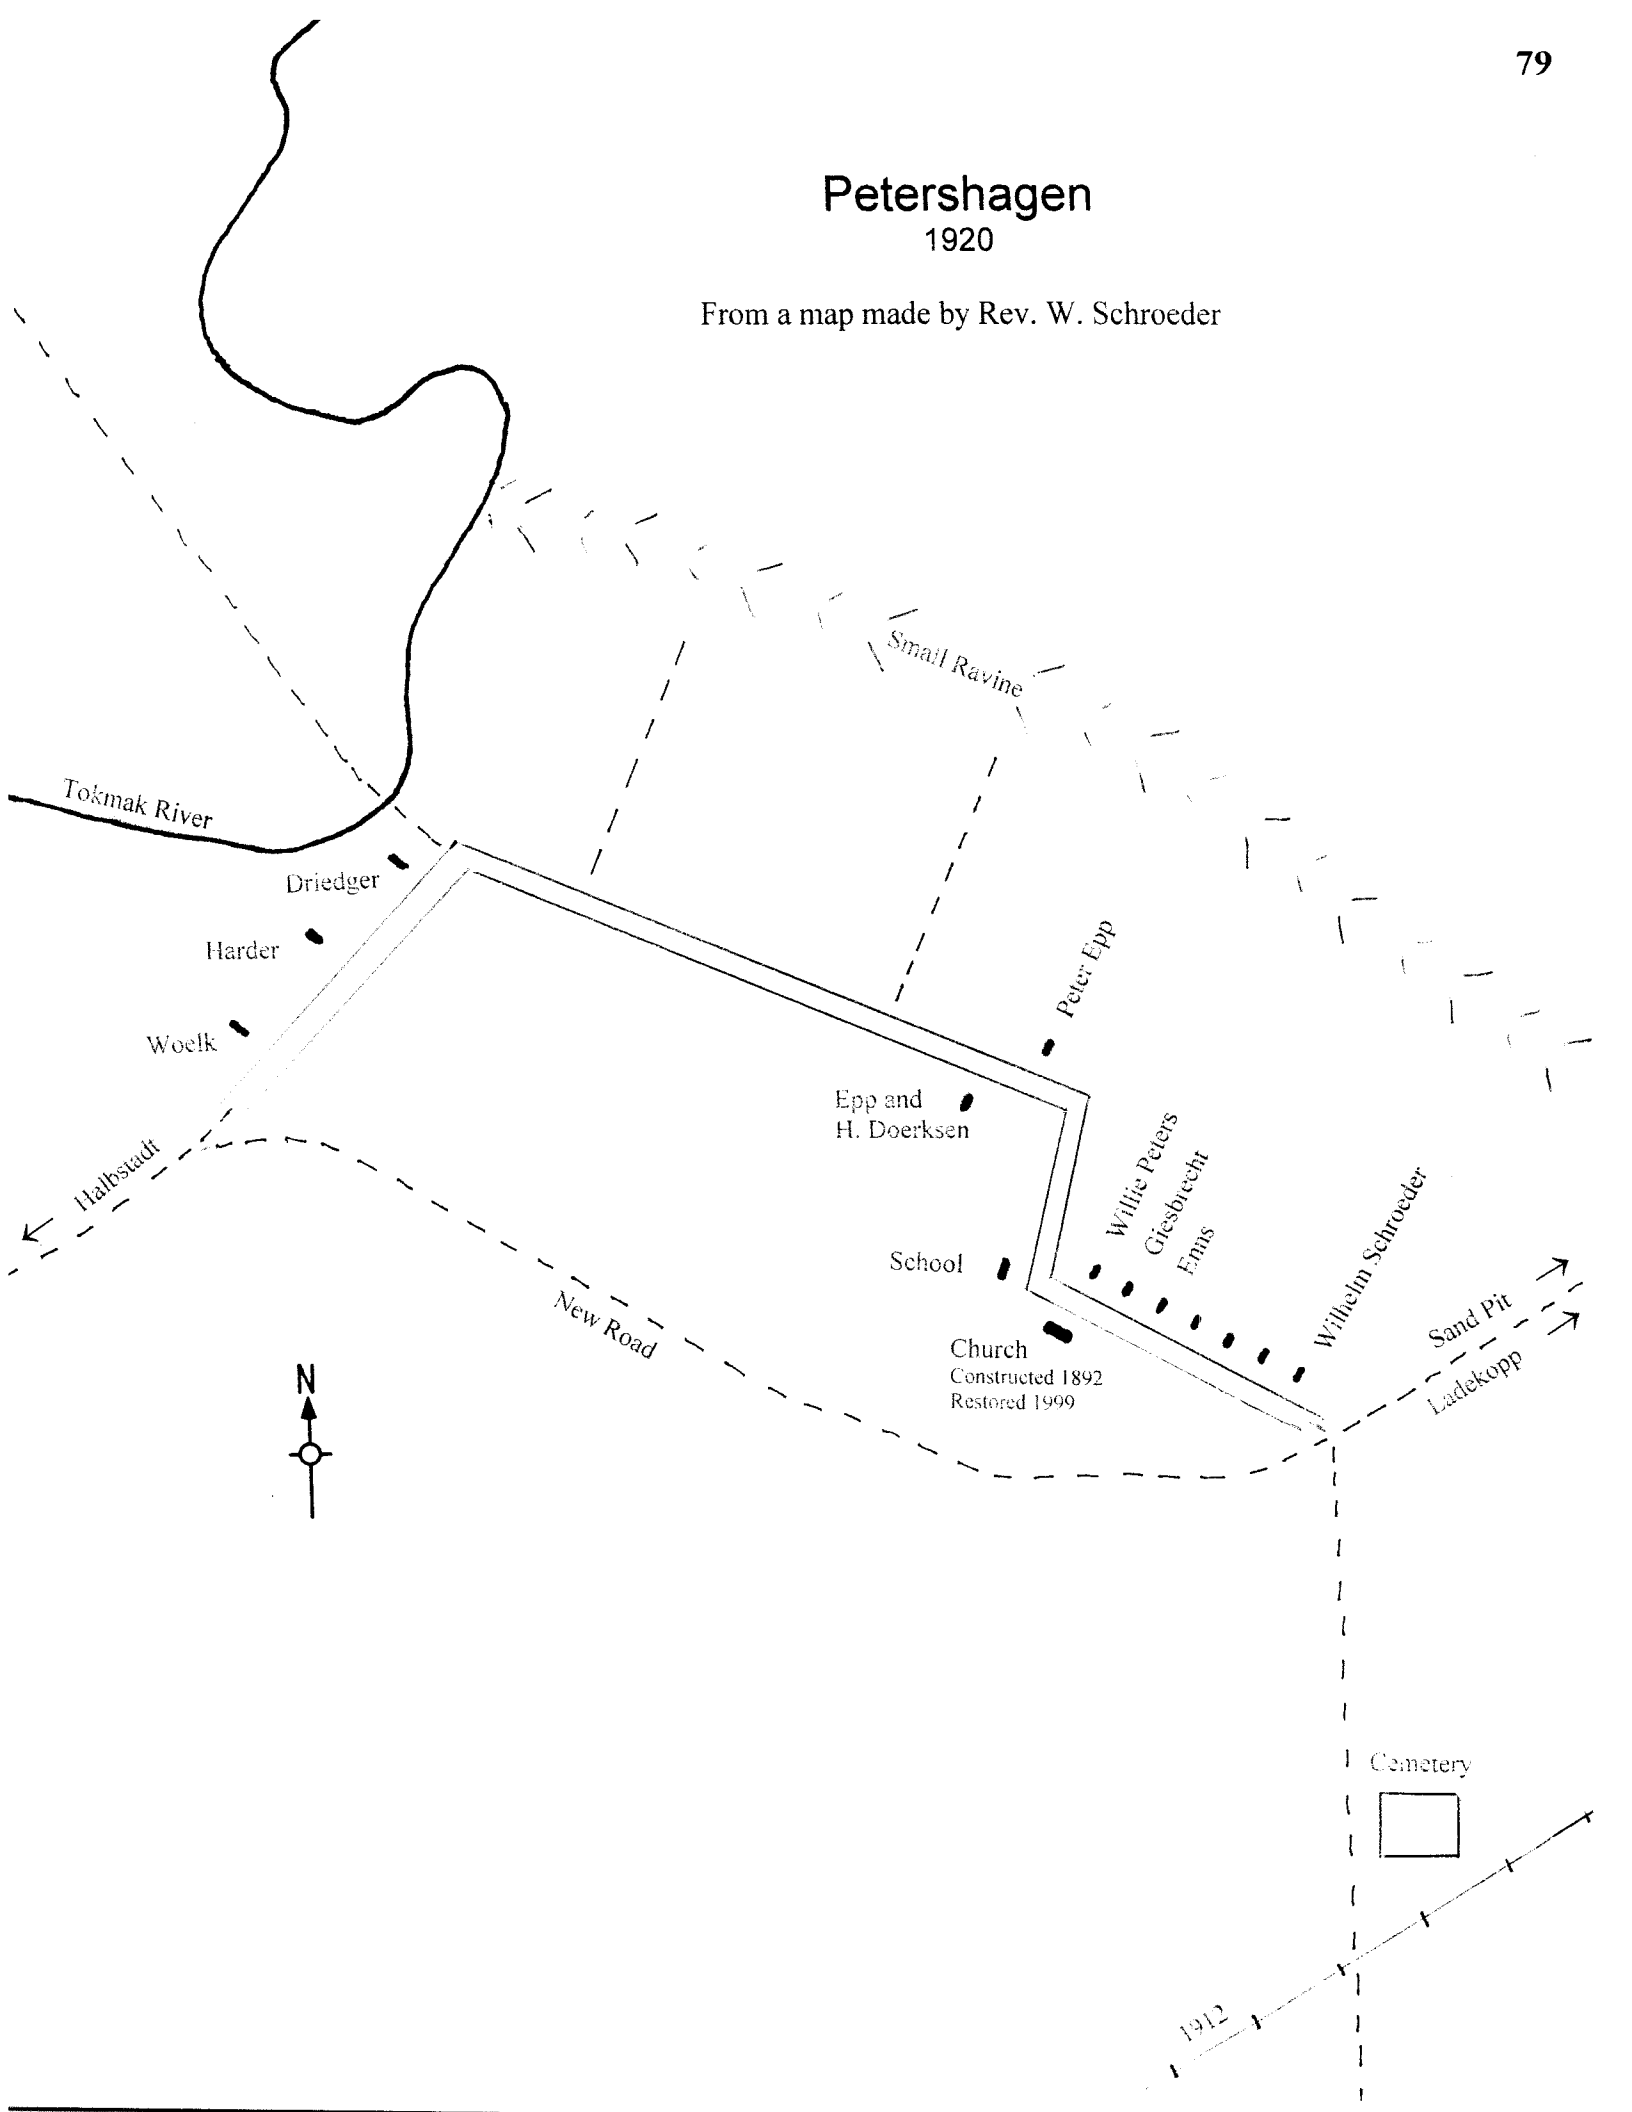 79
Petershagen
1920
From a map made by Rev. W. Schroeder
Small Ravine
Tokmak River
Driedger
Harder
Woelk
Peter Epp
Epp and
H. Doerksen
Halbstadt
Willie Peters
Giesbrecht
Enns
Wilhelm Schroeder
School
New Road
Church
Constructed 1892
Restored 1999
Sand Pit
Ladekopp
N
Cemetery
1912